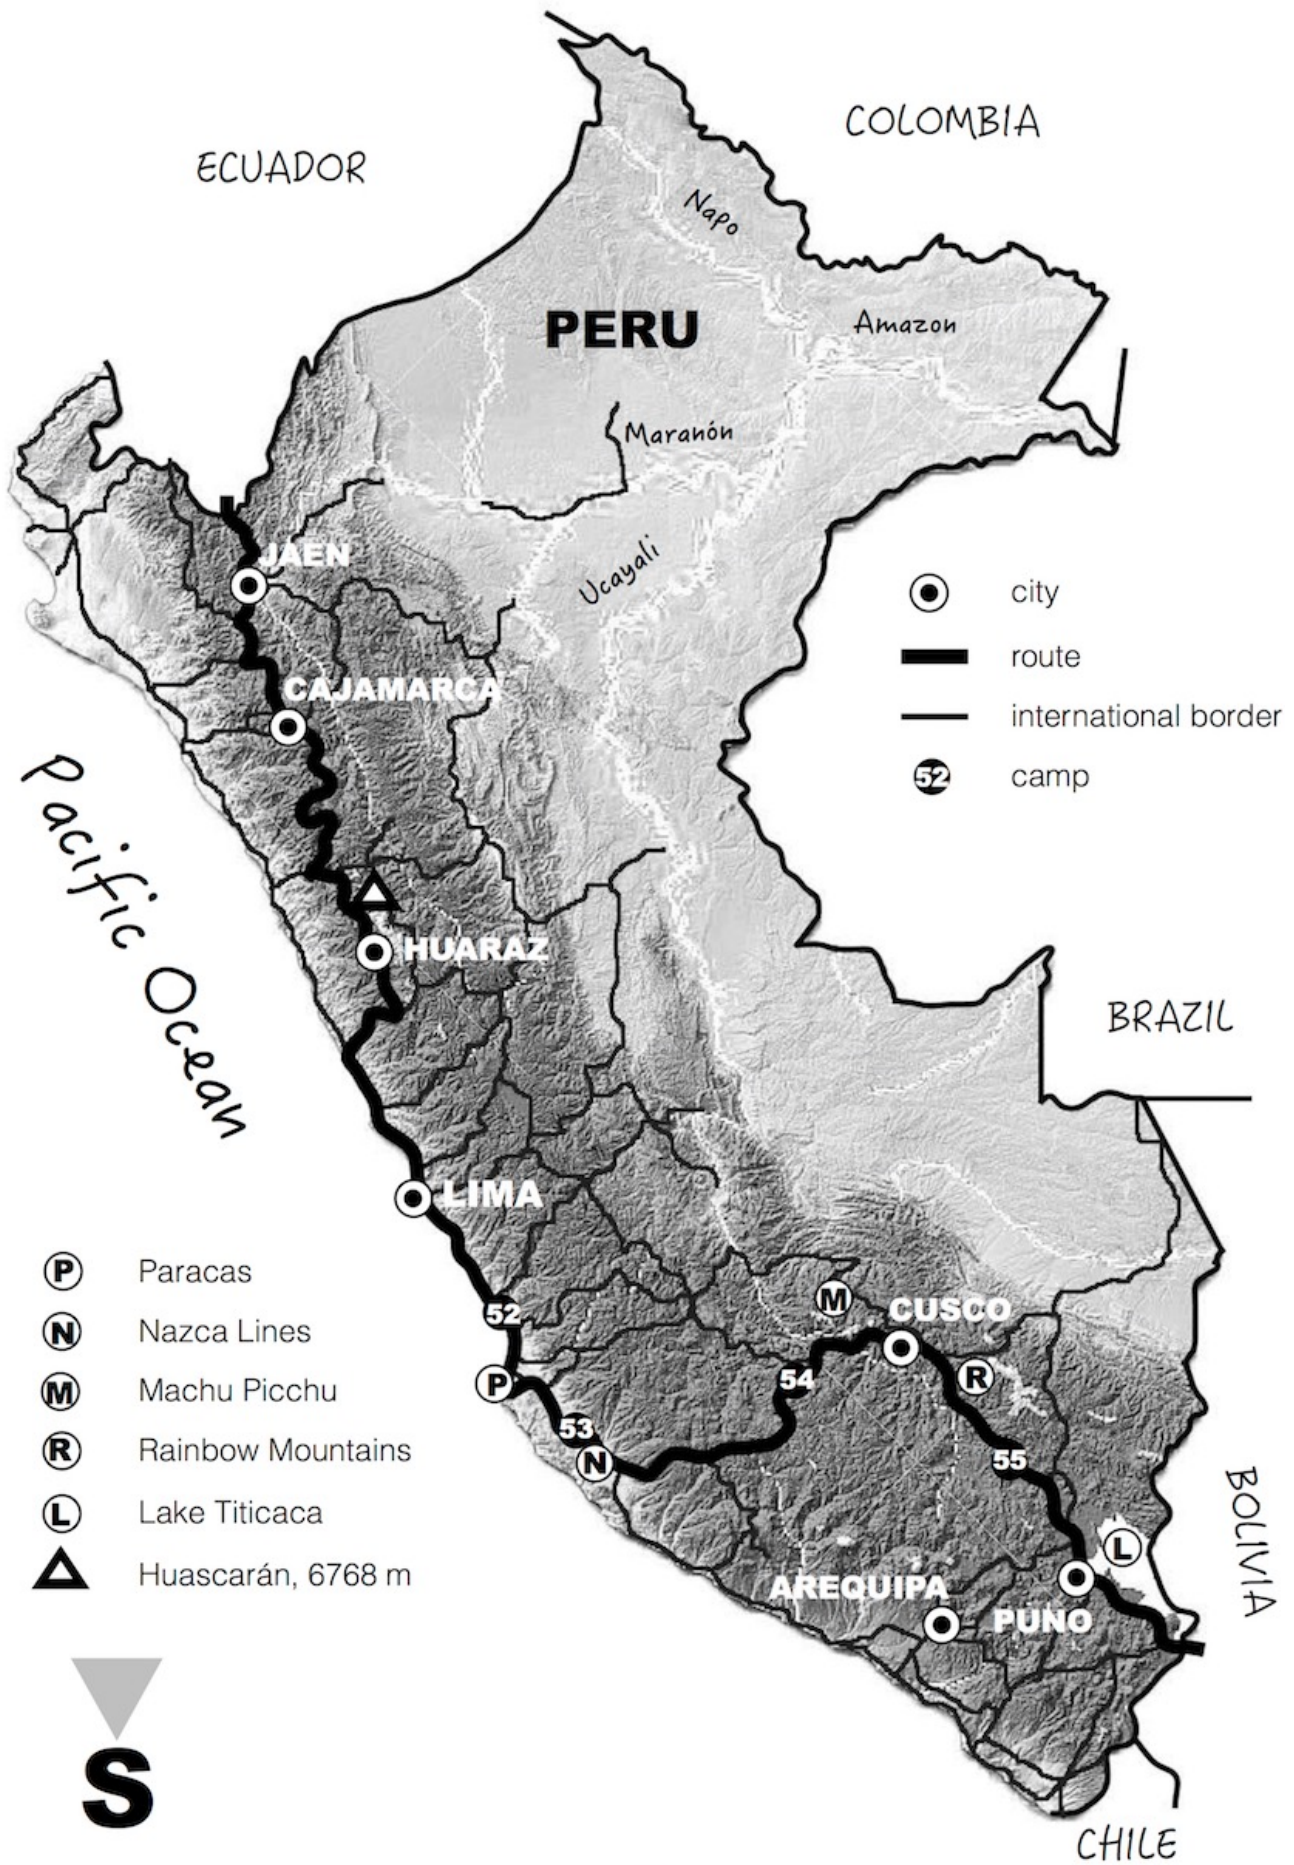 COLOMBIA
ECUADOR
Napo
PERU
Amazon
Maranón
Ucayali
JAEN
city
route
international border
52
camp
CAJAMARCA
Pacific Ocean
HUARAZ
BRAZIL
LIMA
P
Paracas
N
Nazca Lines
M
Machu Picchu
R
Rainbow Mountains
L
Lake Titicaca
Huascarán, 6768 m
52
M
CUSCO
P
54
R
53
N
55
L
BOLIVIA
AREQUIPA
PUNO
S
CHILE